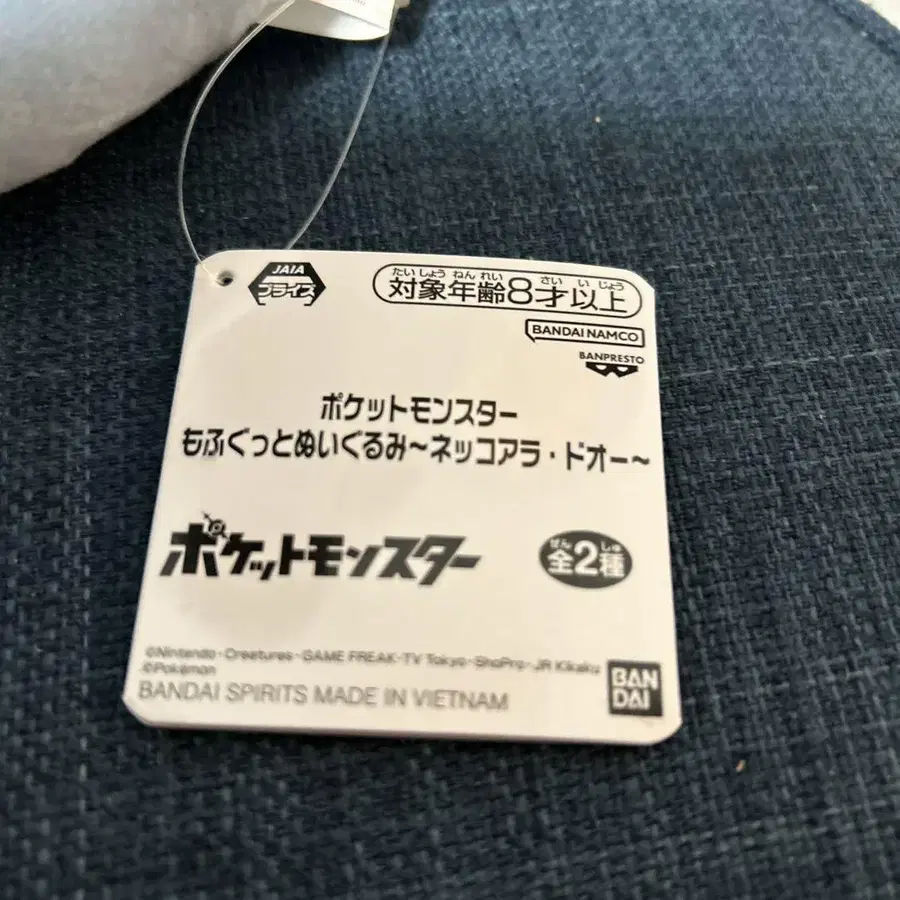 JAIA
プライズ
たいしょうねんれい さいいじょう
対象年齢8才以上
BANDAI NAMCO
BANPRESTO
ポケットモンスター
もふぐっとぬいぐるみ〜ネッコアラ・ドオー〜
ポケットモンスター
ぜん しゅ
全2種
©Nintendo・Creatures・GAME FREAK・TV Tokyo・ShoPro・JR Kikaku
©Pokémon
BANDAI SPIRITS MADE IN VIETNAM
BAN
DAI